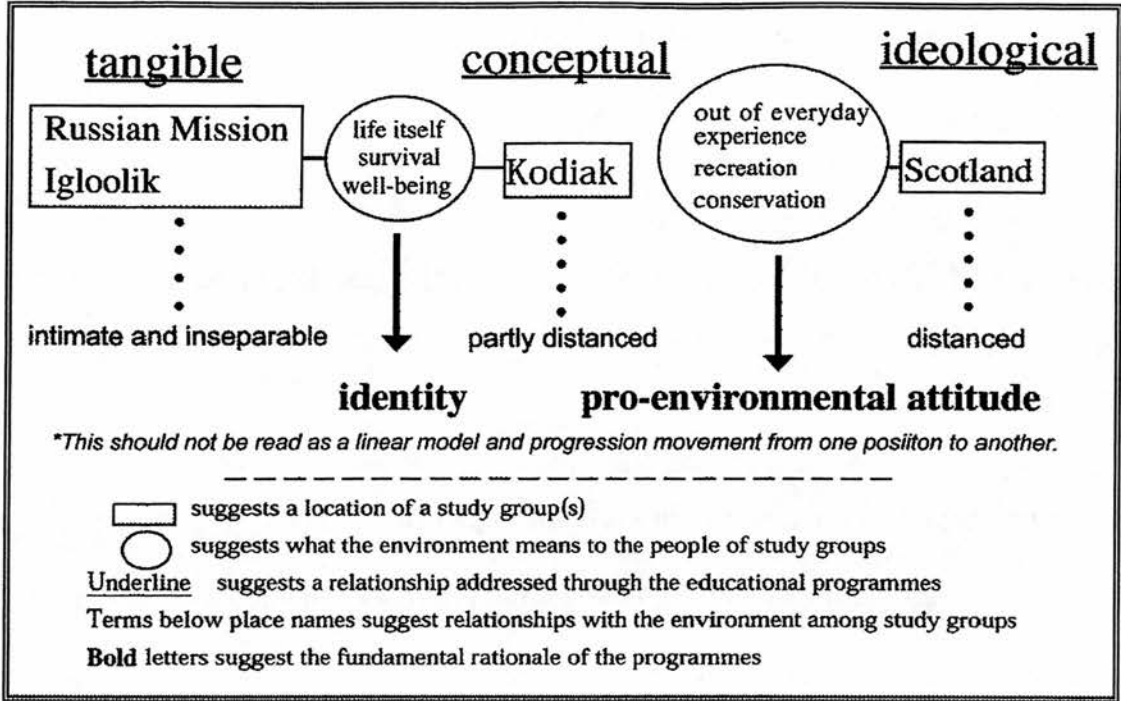 tangible
conceptual
ideological
Russian Mission
Igloolik
life itself
survival
well-being
Kodiak
out of everyday
experience
recreation
conservation
Scotland
intimate and inseparable
partly distanced
distanced
identity
pro-environmental attitude
*This should not be read as a linear model and progression movement from one posiiton to another.
suggests a location of a study group(s)
suggests what the environment means to the people of study groups
Underline suggests a relationship addressed through the educational programmes
Terms below place names suggest relationships with the environment among study groups
Bold letters suggest the fundamental rationale of the programmes